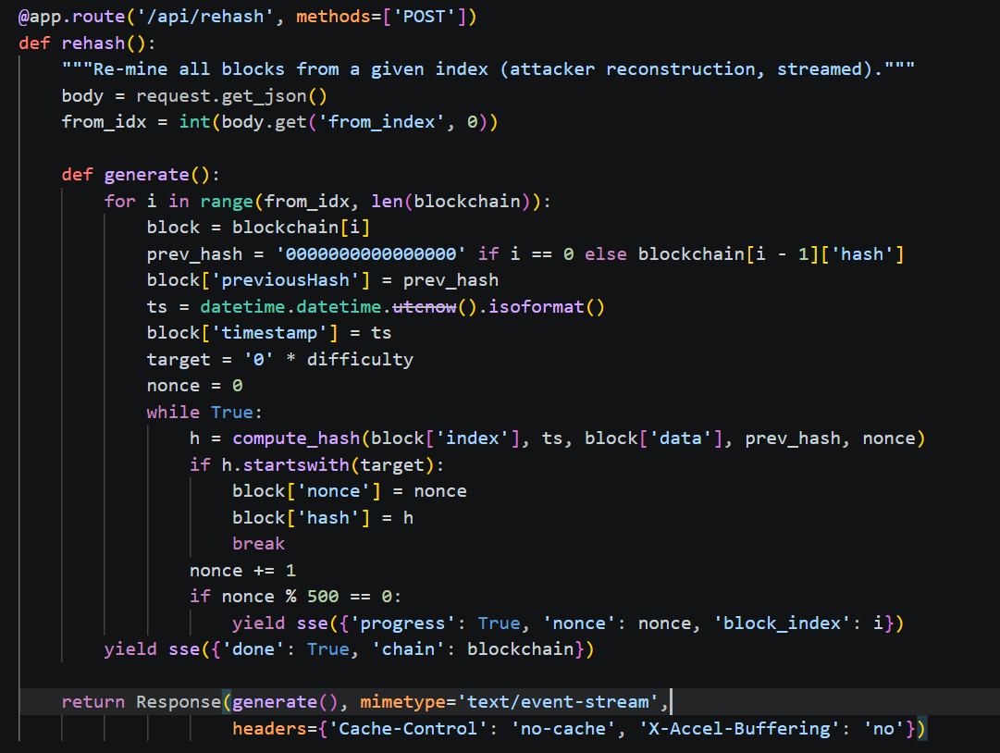 @app.route('/api/rehash', methods=['POST'])
def rehash():
    """Re-mine all blocks from a given index (attacker reconstruction, streamed)."""
    body = request.get_json()
    from_idx = int(body.get('from_index', 0))

    def generate():
        for i in range(from_idx, len(blockchain)):
            block = blockchain[i]
            prev_hash = '0000000000000000' if i == 0 else blockchain[i - 1]['hash']
            block['previousHash'] = prev_hash
            ts = datetime.datetime.utcnow().isoformat()
            block['timestamp'] = ts
            target = '0' * difficulty
            nonce = 0
            while True:
                h = compute_hash(block['index'], ts, block['data'], prev_hash, nonce)
                if h.startswith(target):
                    block['nonce'] = nonce
                    block['hash'] = h
                    break
                nonce += 1
                if nonce % 500 == 0:
                    yield sse({'progress': True, 'nonce': nonce, 'block_index': i})
        yield sse({'done': True, 'chain': blockchain})

    return Response(generate(), mimetype='text/event-stream',
                    headers={'Cache-Control': 'no-cache', 'X-Accel-Buffering': 'no'})